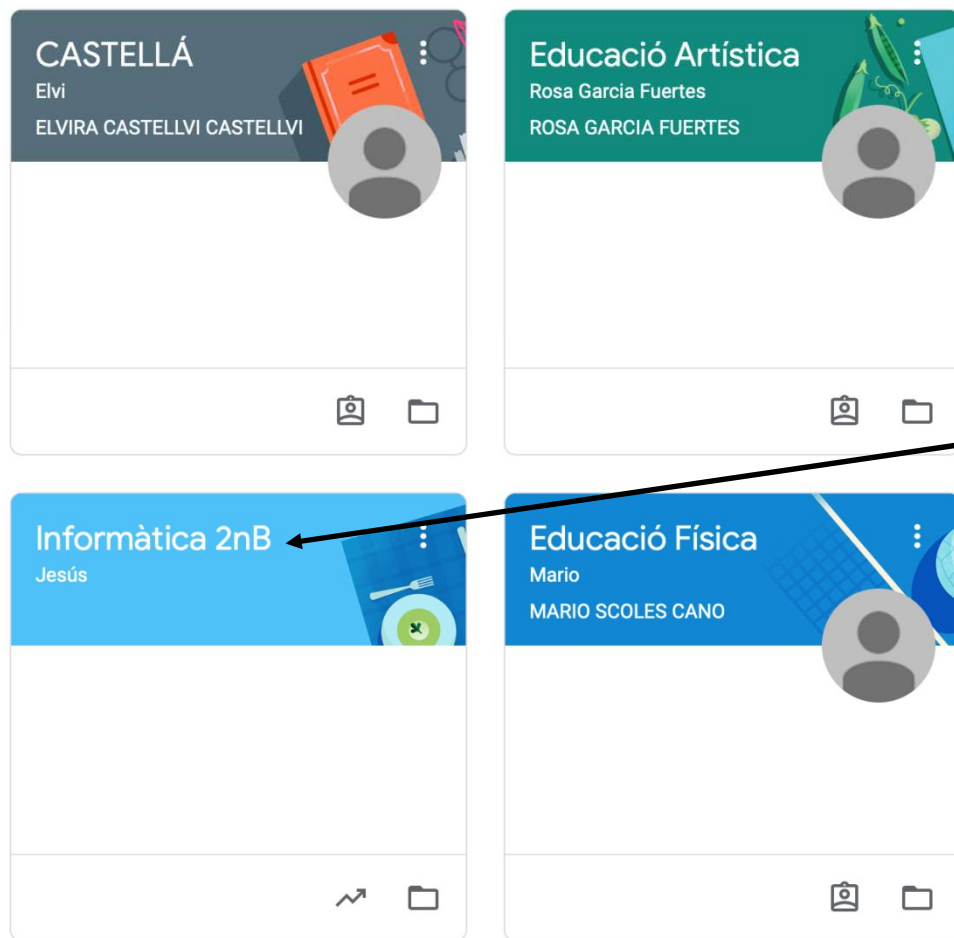 CASTELLÁ
Elvi
ELVIRA CASTELLVI CASTELLVI
Educació Artística
Rosa Garcia Fuertes
ROSA GARCIA FUERTES
Informàtica 2nB
Jesús
Educació Física
Mario
MARIO SCOLES CANO